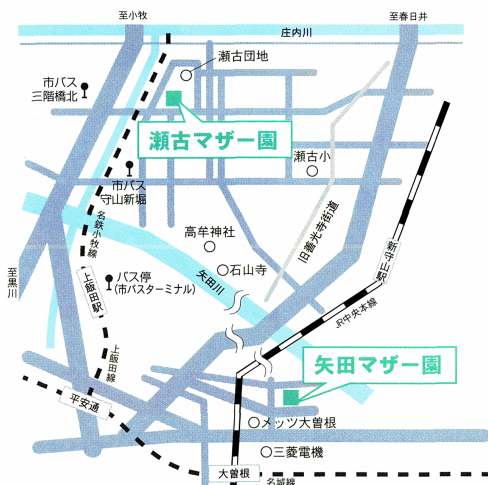 至小牧
至春日井
庄内川
瀬古団地
市バス
三階橋北
瀬古マザー園
瀬古小
市バス
守山新堀
名鉄小牧線
旧善光寺街道
高牟神社
石山寺
新守山駅
至黒川
上飯田駅
バス停
(市バスターミナル)
矢田川
JR中央本線
上飯田線
矢田マザー園
平安通
メッツ大曽根
三菱電機
大曽根
名城線